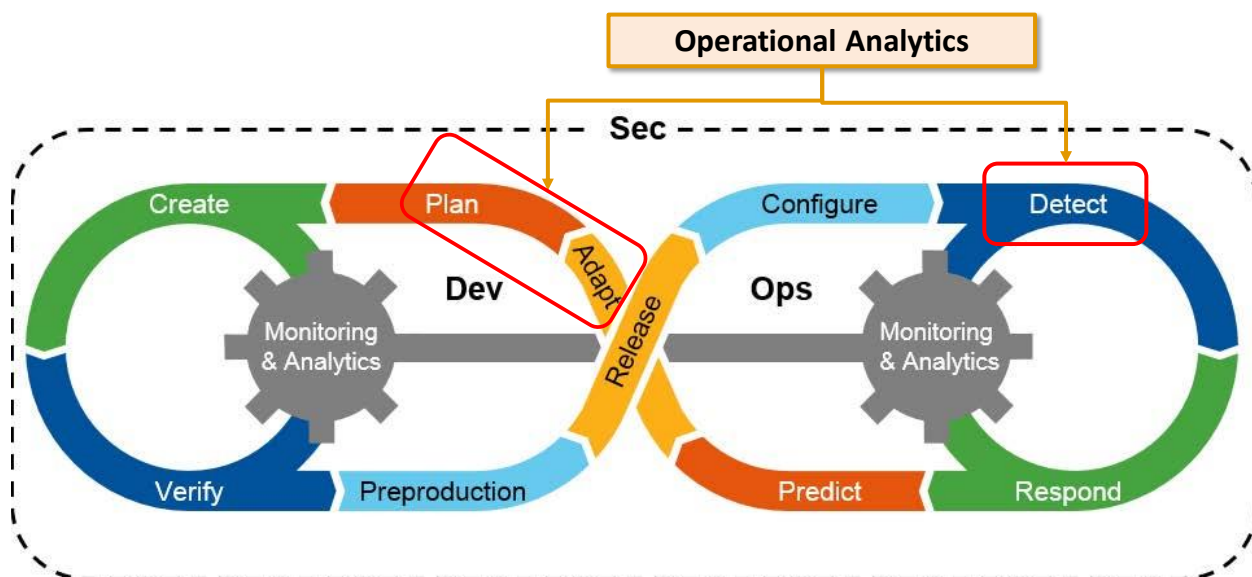 Operational Analytics
Sec
Create
Plan
Configure
Detect
Adapt
Dev
Ops
Release
Monitoring
& Analytics
Monitoring
& Analytics
Verify
Preproduction
Predict
Respond